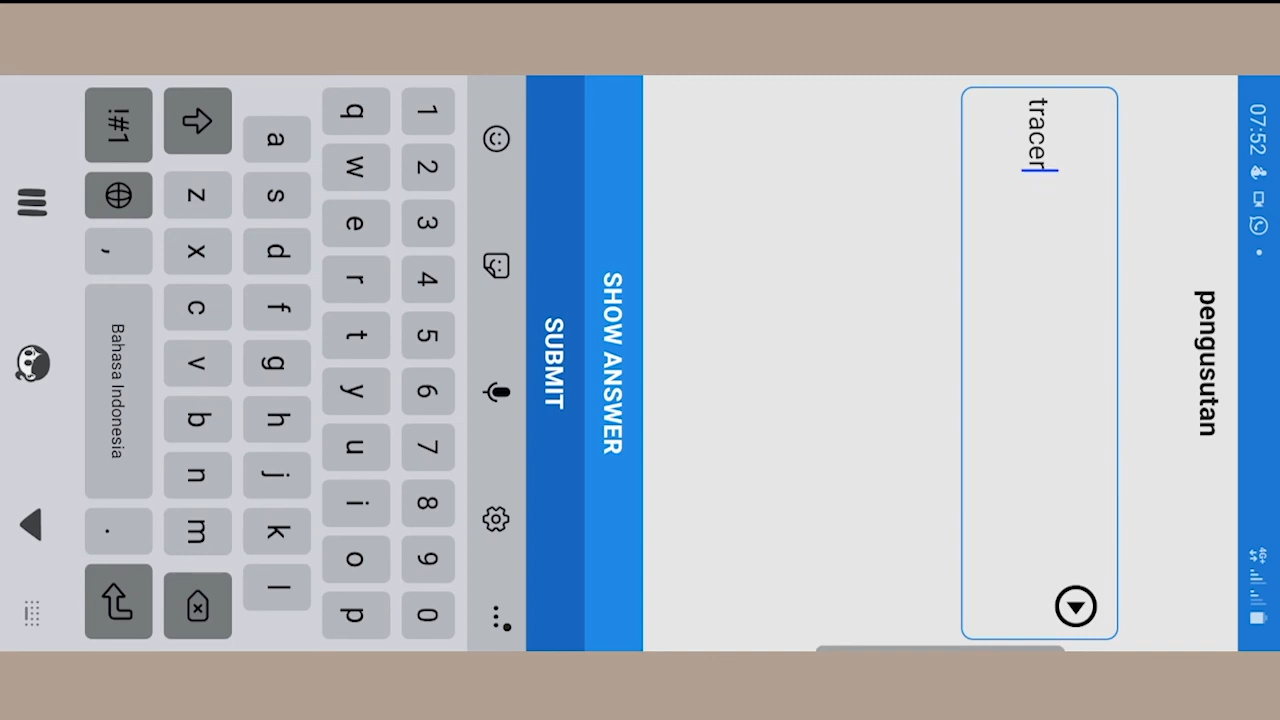 07:52
4G+
pengusutan
tracer
SHOW ANSWER
SUBMIT
1 2 3 4 5 6 7 8 9 0
q w e r t y u i o p
a s d f g h j k l
z x c v b n m
!#1 , Bahasa Indonesia .